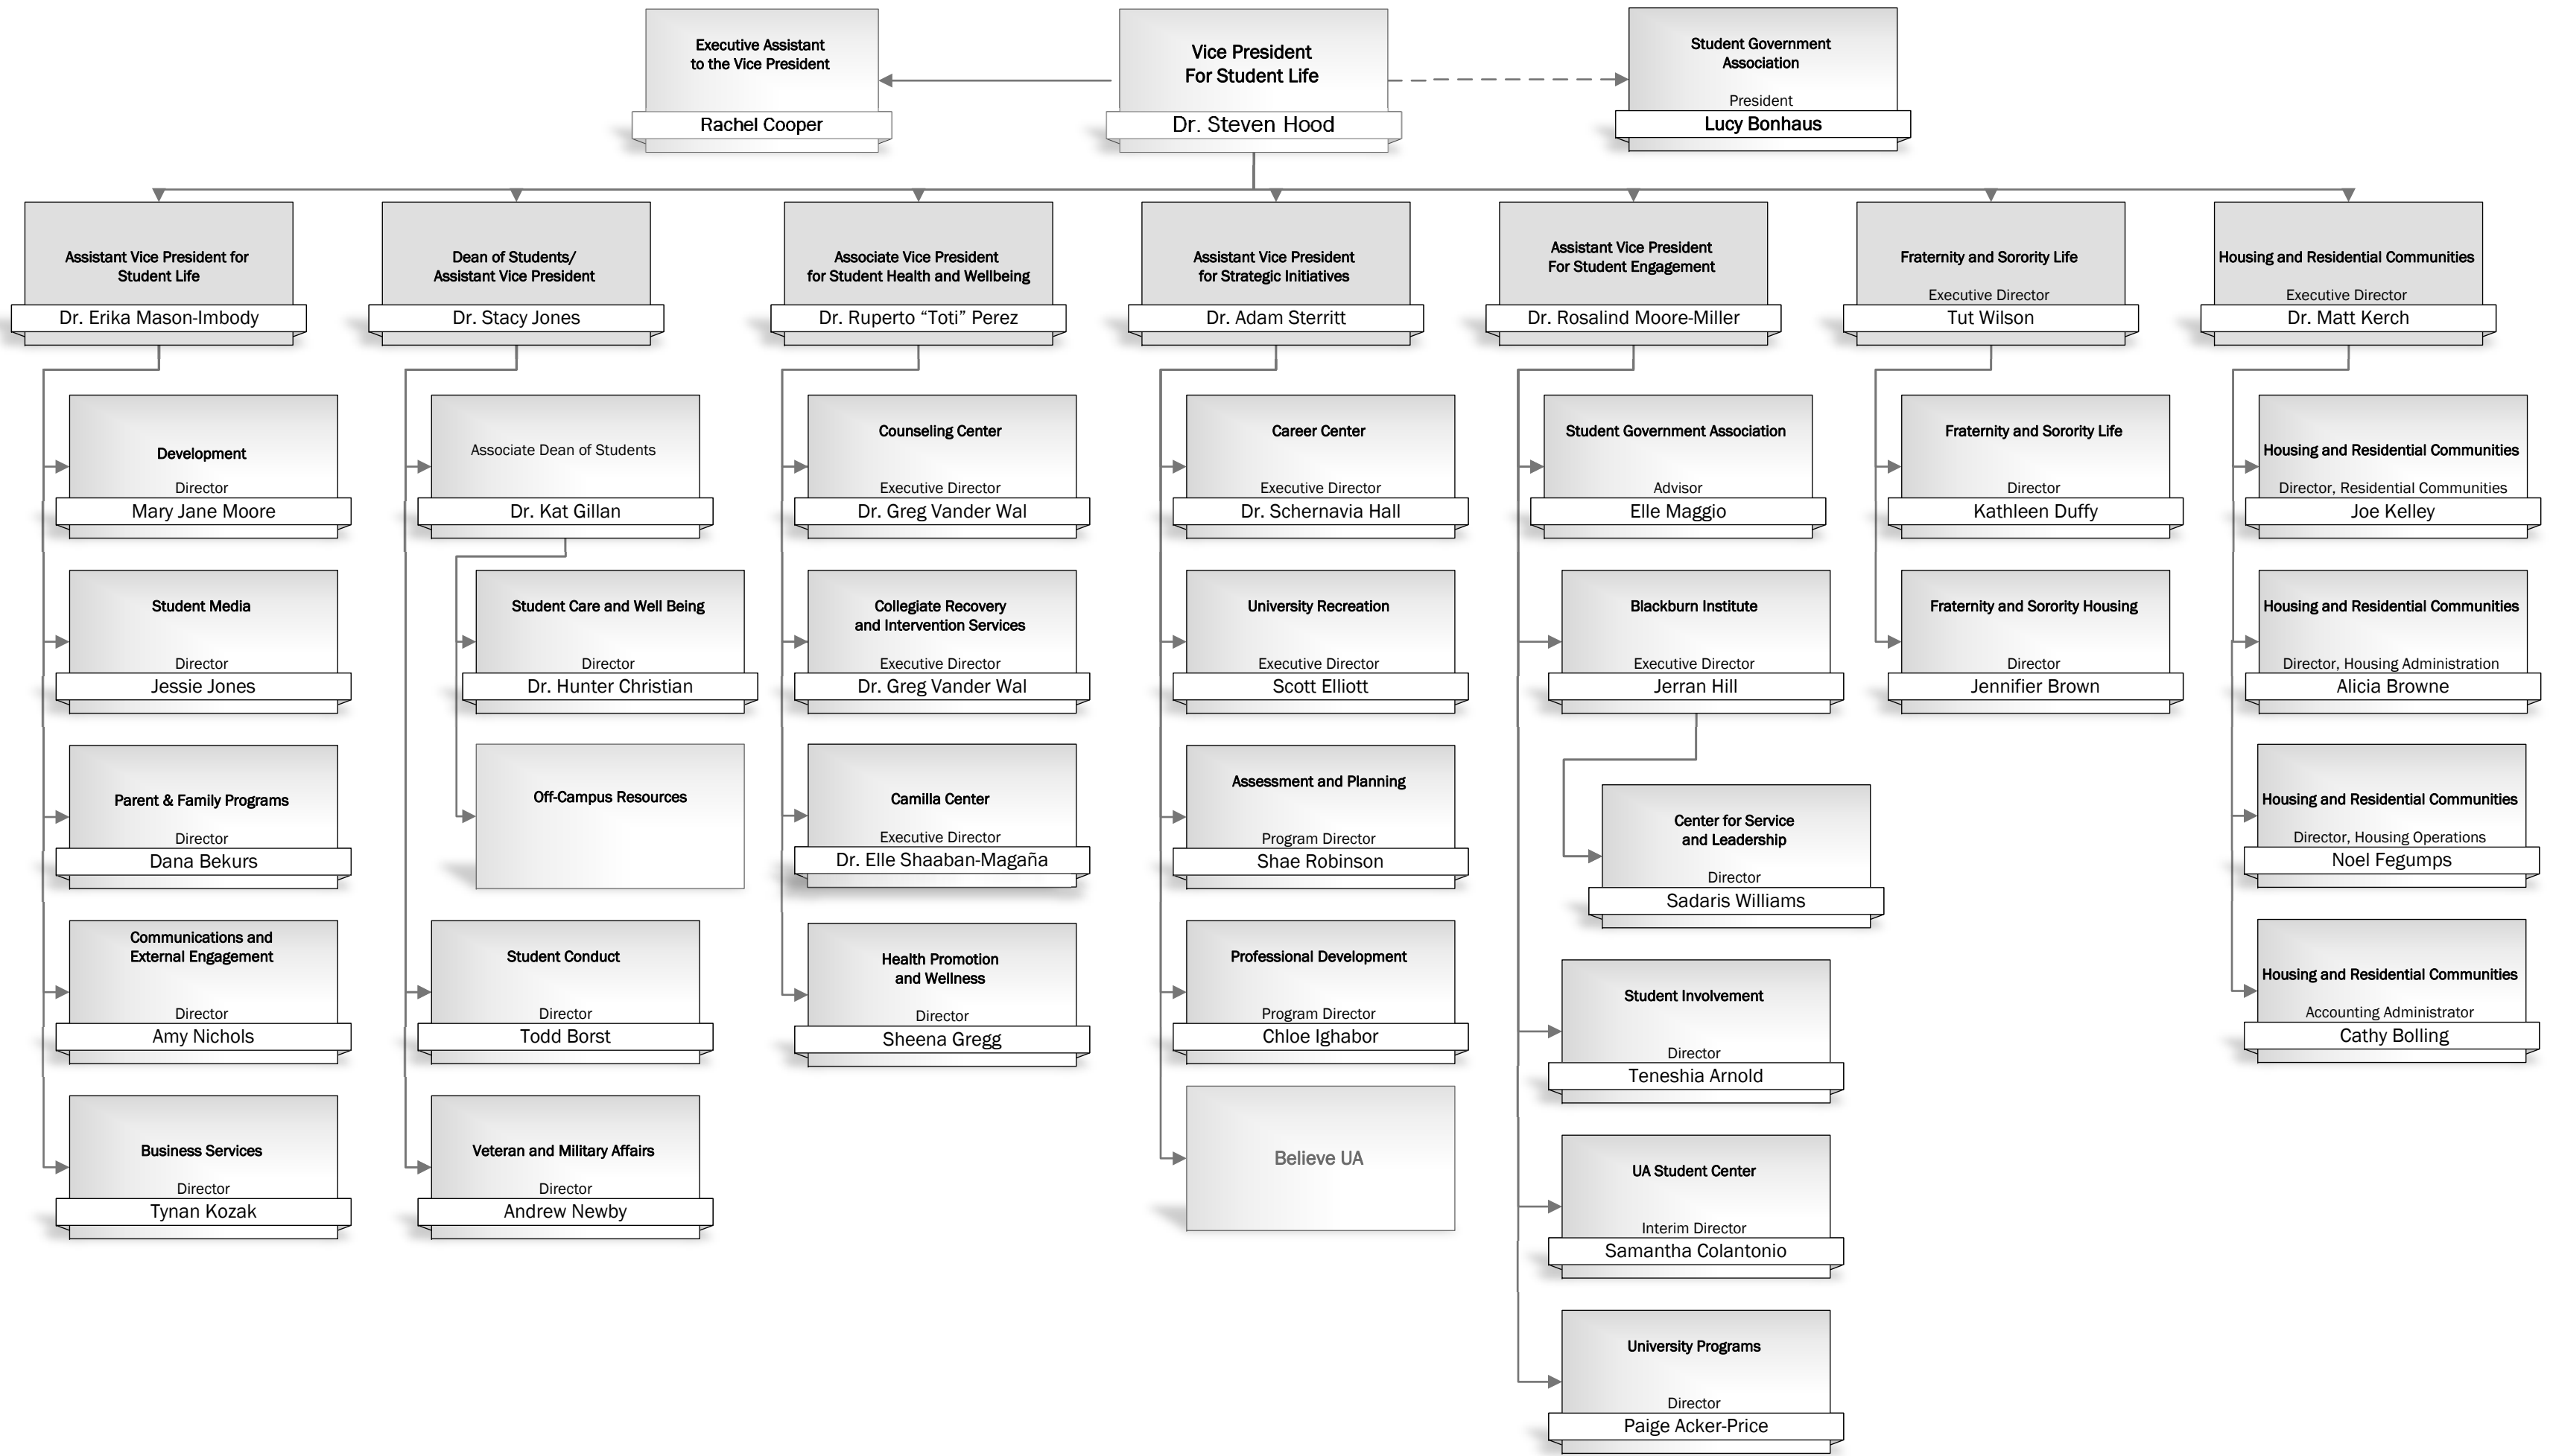 Executive Assistant
to the Vice President
Rachel Cooper
Vice President
For Student Life
Dr. Steven Hood
Student Government
Association
President
Lucy Bonhaus
Assistant Vice President for
Student Life
Dr. Erika Mason-Imbody
Dean of Students/
Assistant Vice President
Dr. Stacy Jones
Associate Vice President
for Student Health and Wellbeing
Dr. Ruperto “Toti” Perez
Assistant Vice President
for Strategic Initiatives
Dr. Adam Sterritt
Assistant Vice President
For Student Engagement
Dr. Rosalind Moore-Miller
Fraternity and Sorority Life
Executive Director
Tut Wilson
Housing and Residential Communities
Executive Director
Dr. Matt Kerch
Development
Director
Mary Jane Moore
Student Media
Director
Jessie Jones
Parent & Family Programs
Director
Dana Bekurs
Communications and
External Engagement
Director
Amy Nichols
Business Services
Director
Tynan Kozak
Associate Dean of Students
Dr. Kat Gillan
Student Care and Well Being
Director
Dr. Hunter Christian
Off-Campus Resources
Student Conduct
Director
Todd Borst
Veteran and Military Affairs
Director
Andrew Newby
Counseling Center
Executive Director
Dr. Greg Vander Wal
Collegiate Recovery
and Intervention Services
Executive Director
Dr. Greg Vander Wal
Camilla Center
Executive Director
Dr. Elle Shaaban-Magaña
Health Promotion
and Wellness
Director
Sheena Gregg
Career Center
Executive Director
Dr. Schernavia Hall
University Recreation
Executive Director
Scott Elliott
Assessment and Planning
Program Director
Shae Robinson
Professional Development
Program Director
Chloe Ighabor
Believe UA
Student Government Association
Advisor
Elle Maggio
Blackburn Institute
Executive Director
Jerran Hill
Center for Service
and Leadership
Director
Sadaris Williams
Student Involvement
Director
Teneshia Arnold
UA Student Center
Interim Director
Samantha Colantonio
University Programs
Director
Paige Acker-Price
Fraternity and Sorority Life
Director
Kathleen Duffy
Fraternity and Sorority Housing
Director
Jennifier Brown
Housing and Residential Communities
Director, Residential Communities
Joe Kelley
Housing and Residential Communities
Director, Housing Administration
Alicia Browne
Housing and Residential Communities
Director, Housing Operations
Noel Fegumps
Housing and Residential Communities
Accounting Administrator
Cathy Bolling